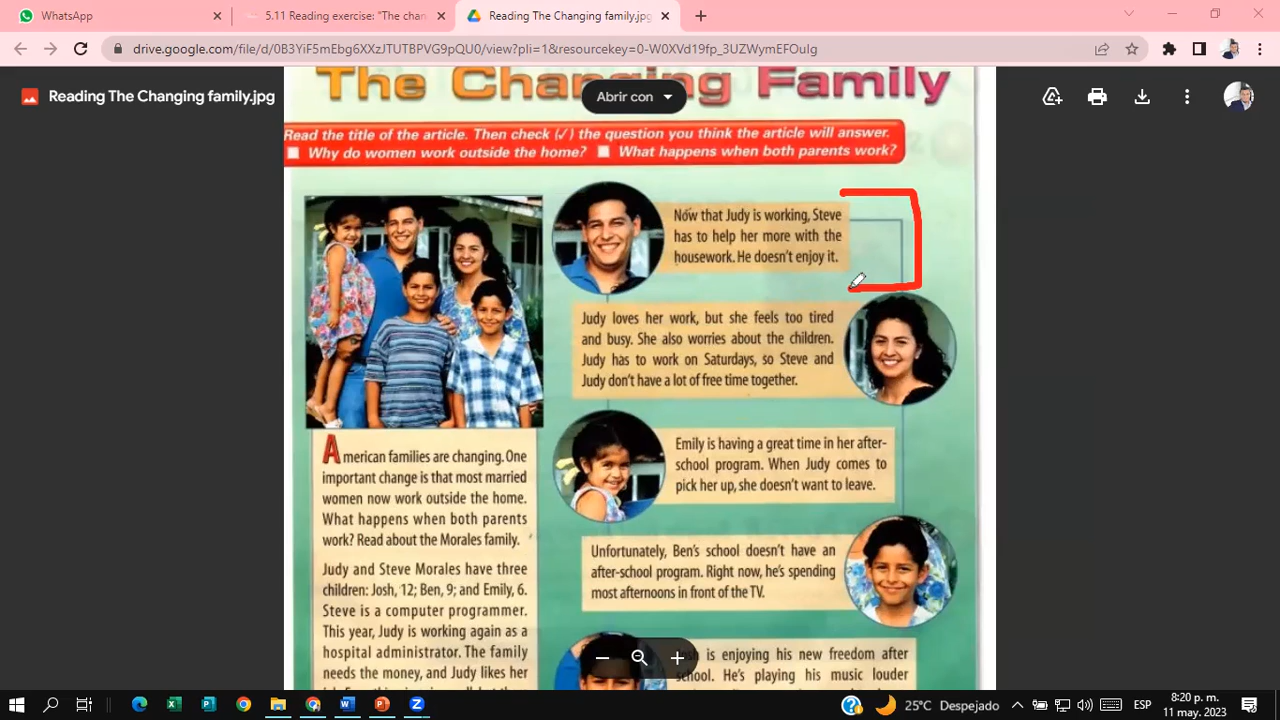 WhatsApp
5.11 Reading exercise: "The chan
Reading The Changing family.jpg
drive.google.com/file/d/0B3YiF5mEbg6XXzJTUTBPVG9pQU0/view?pli=1&resourcekey=0-W0XVd19fp_3UZWymEFOulg
Reading The Changing family.jpg
Abrir con
The Changing Family
Read the title of the article. Then check (✓) the question you think the article will answer.
Why do women work outside the home? What happens when both parents work?
Now that Judy is working, Steve
has to help her more with the
housework. He doesn't enjoy it.
Judy loves her work, but she feels too tired
and busy. She also worries about the children.
Judy has to work on Saturdays, so Steve and
Judy don't have a lot of free time together.
Emily is having a great time in her after-
school program. When Judy comes to
pick her up, she doesn't want to leave.
Unfortunately, Ben's school doesn't have an
after-school program. Right now, he's spending
most afternoons in front of the TV.
is enjoying his new freedom after
school. He's playing his music louder
American families are changing. One
important change is that most married
women now work outside the home.
What happens when both parents
work? Read about the Morales family.
Judy and Steve Morales have three
children: Josh, 12; Ben, 9; and Emily, 6.
Steve is a computer programmer.
This year, Judy is working again as a
hospital administrator. The family
needs the money, and Judy likes her
25°C Despejado
ESP
8:20 p. m.
11 may. 2023